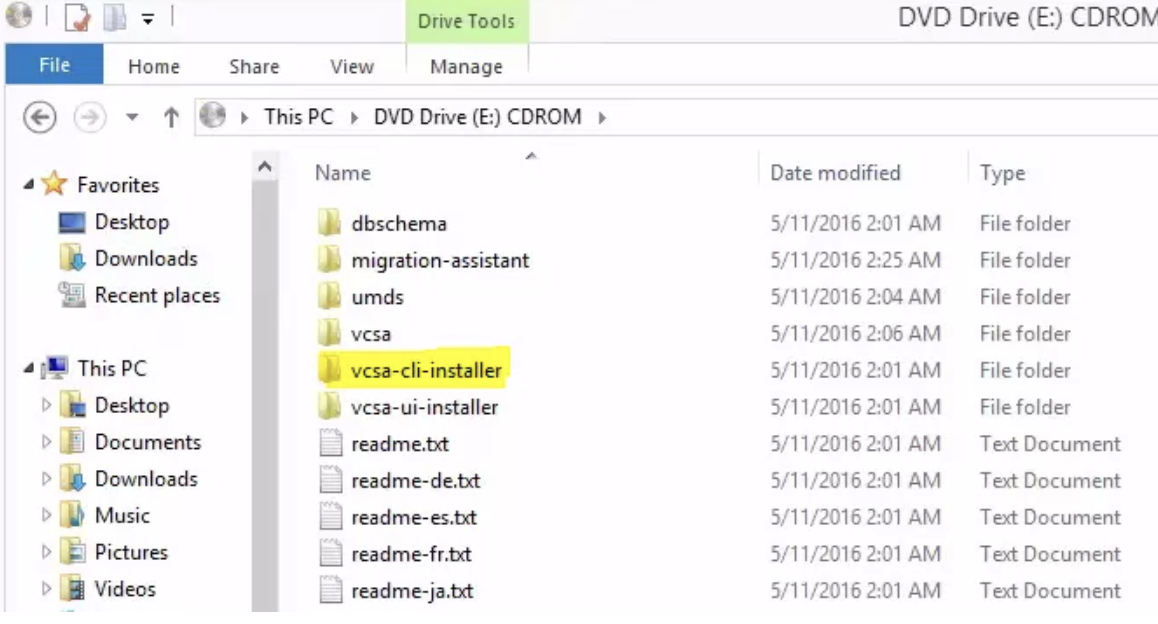 Drive Tools
DVD Drive (E:) CDROM
File Home Share View Manage
This PC DVD Drive (E:) CDROM
Name Date modified Type
Favorites
Desktop
Downloads
Recent places
This PC
Desktop
Documents
Downloads
Music
Pictures
Videos
dbschema 5/11/2016 2:01 AM File folder
migration-assistant 5/11/2016 2:25 AM File folder
umds 5/11/2016 2:04 AM File folder
vcsa 5/11/2016 2:06 AM File folder
vcsa-cli-installer 5/11/2016 2:01 AM File folder
vcsa-ui-installer 5/11/2016 2:01 AM File folder
readme.txt 5/11/2016 2:01 AM Text Document
readme-de.txt 5/11/2016 2:01 AM Text Document
readme-es.txt 5/11/2016 2:01 AM Text Document
readme-fr.txt 5/11/2016 2:01 AM Text Document
readme-ja.txt 5/11/2016 2:01 AM Text Document